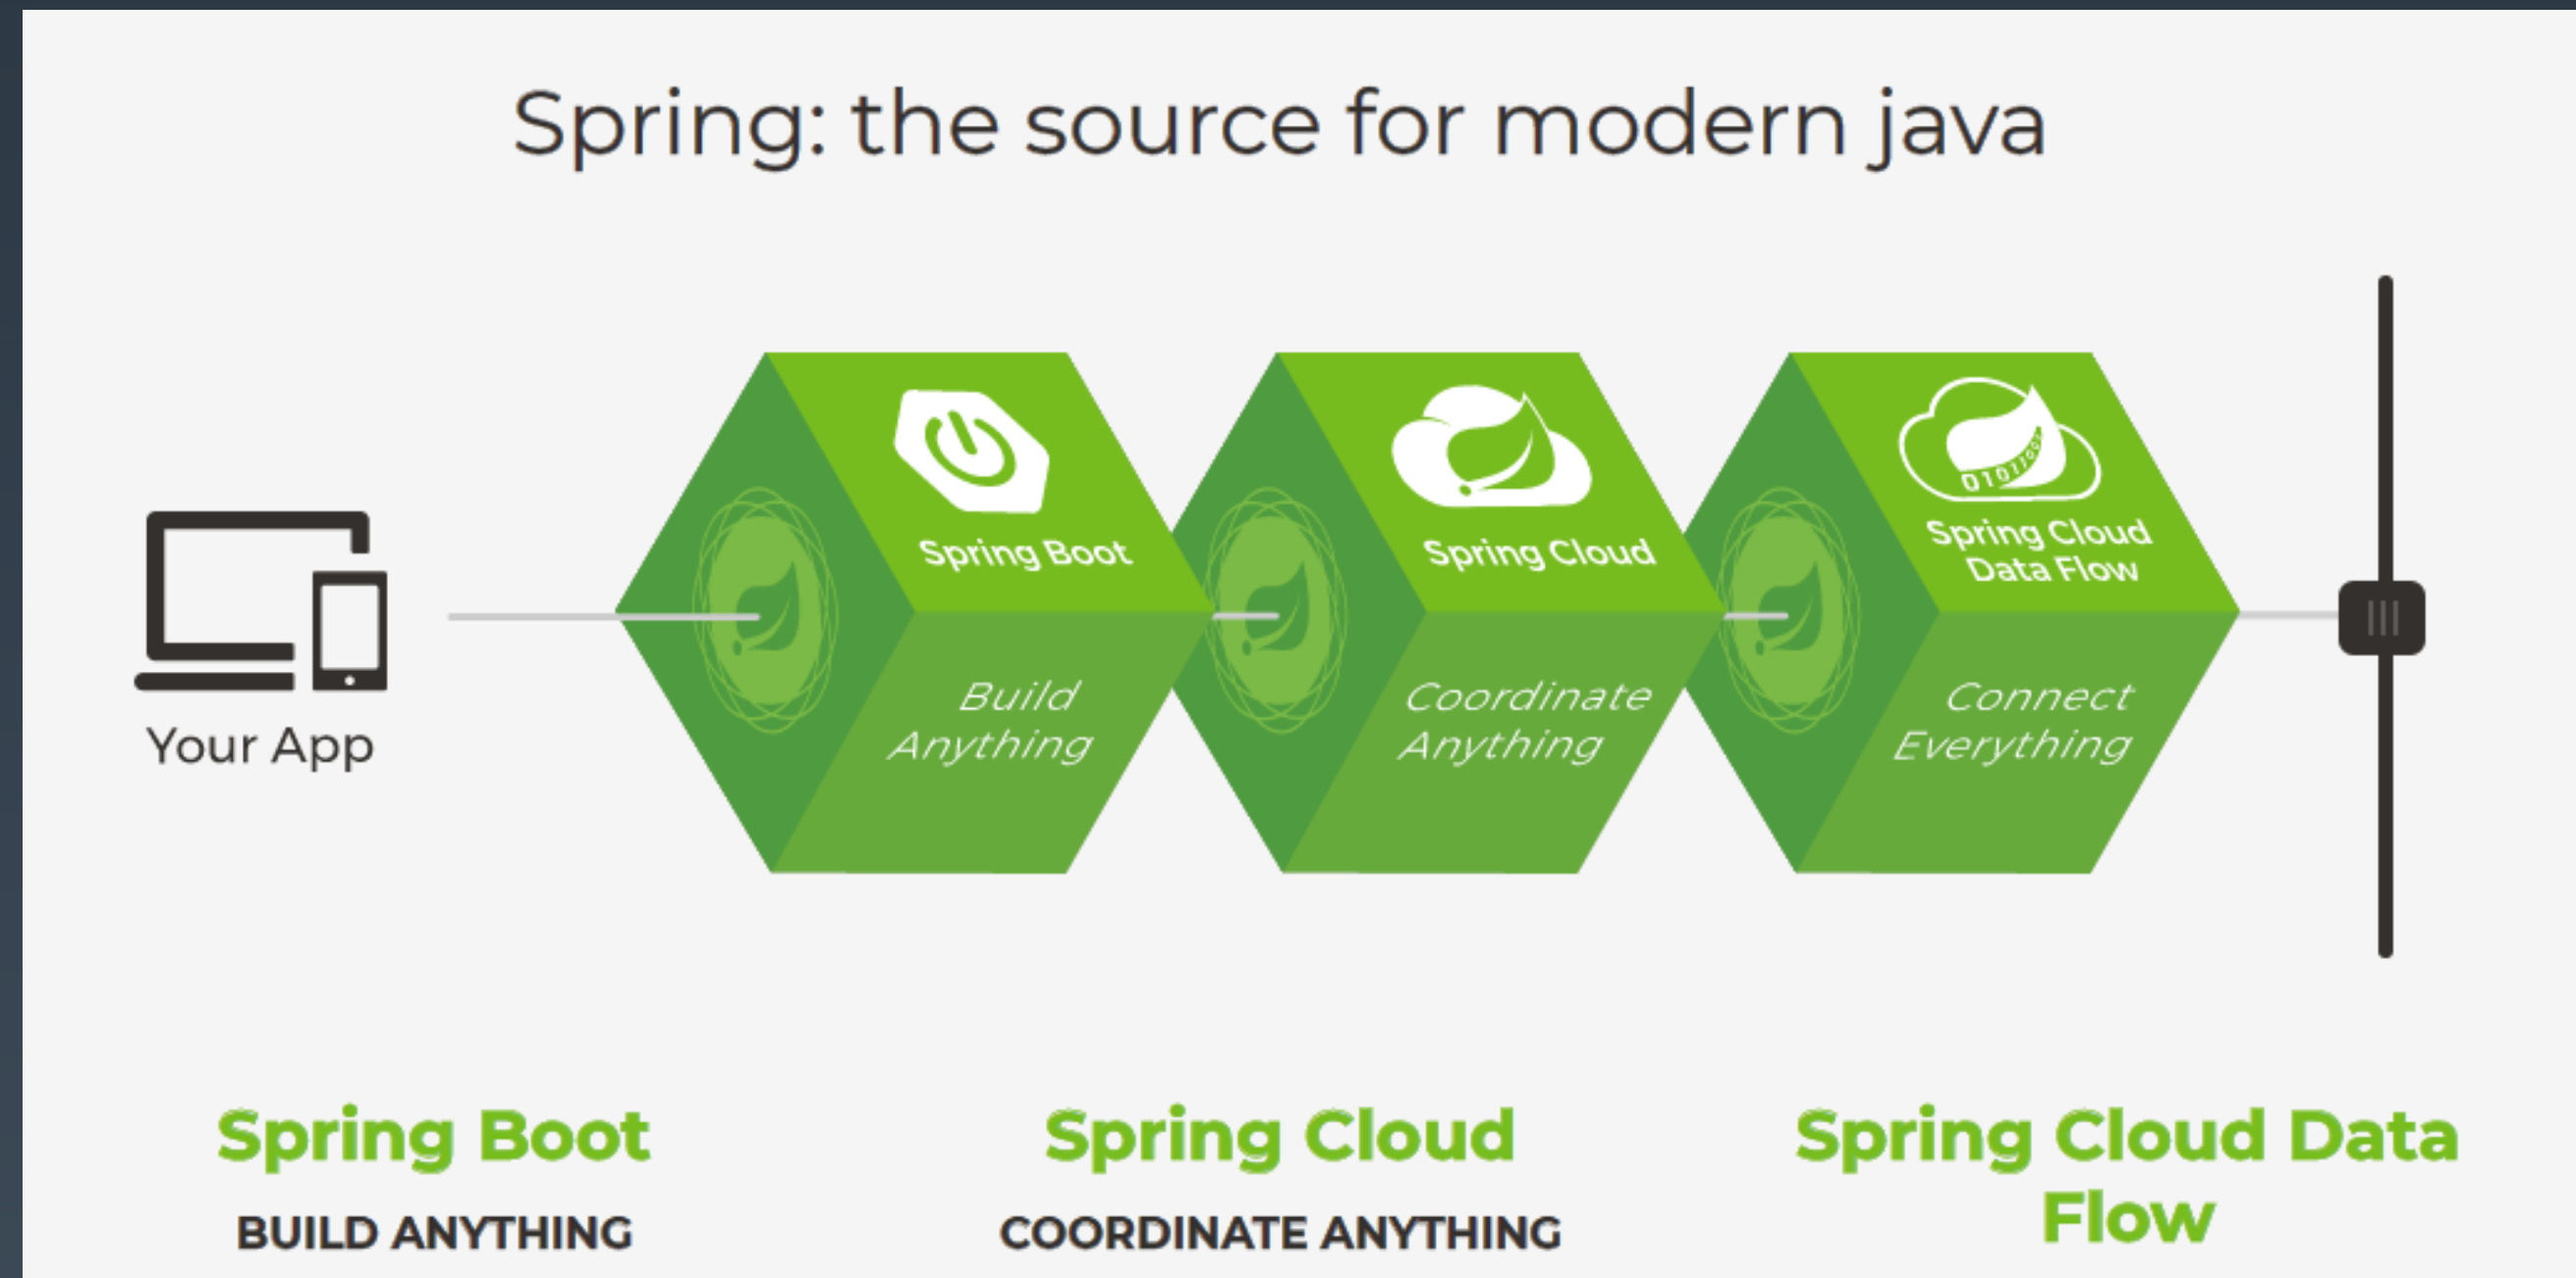 Spring: the source for modern java
Your App
Spring Boot
Build
Anything
Spring Cloud
Coordinate
Anything
Spring Cloud
Data Flow
Connect
Everything
Spring Boot
BUILD ANYTHING
Spring Cloud
COORDINATE ANYTHING
Spring Cloud Data
Flow